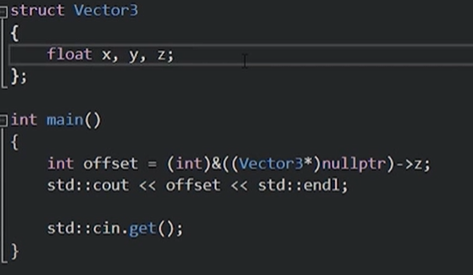 struct Vector3
{
float x, y, z;
};
int main()
{
int offset = (int)&((Vector3*)nullptr)->z;
std::cout << offset << std::endl;
std::cin.get();
}